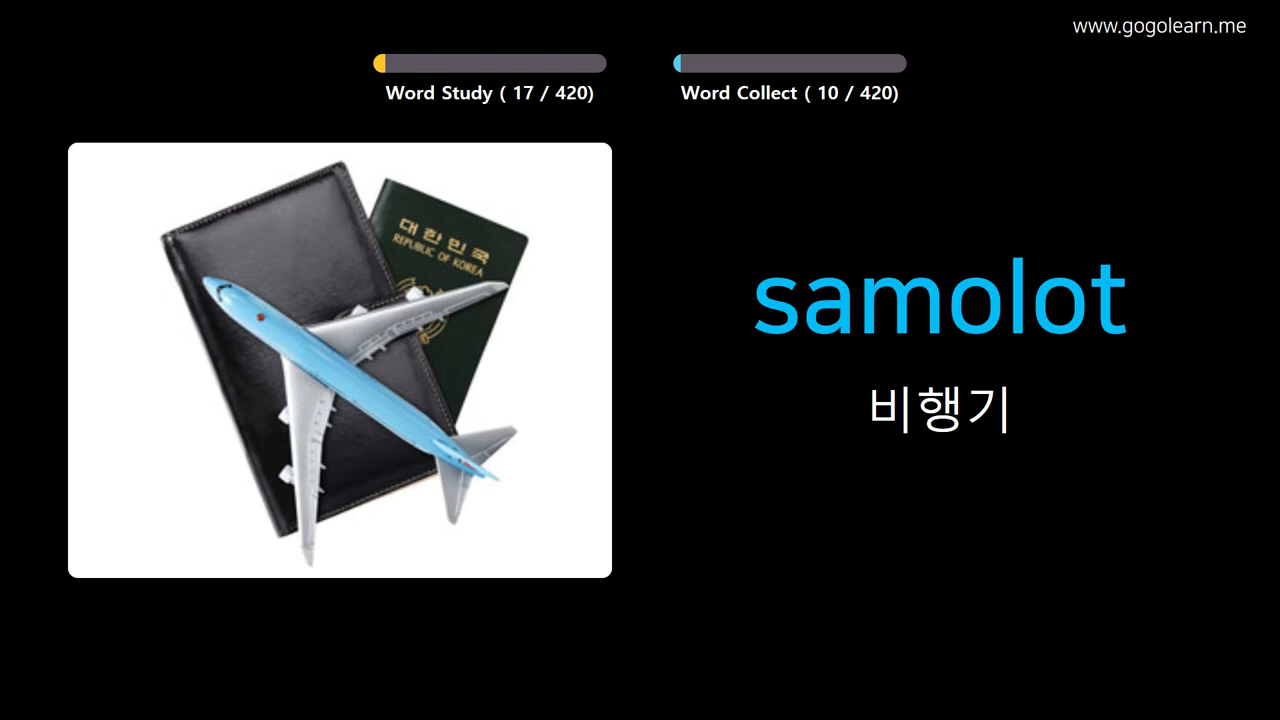 www.gogolearn.me
Word Study ( 17 / 420)
Word Collect ( 10 / 420)
대한민국
REPUBLIC OF KOREA
samolot
비행기